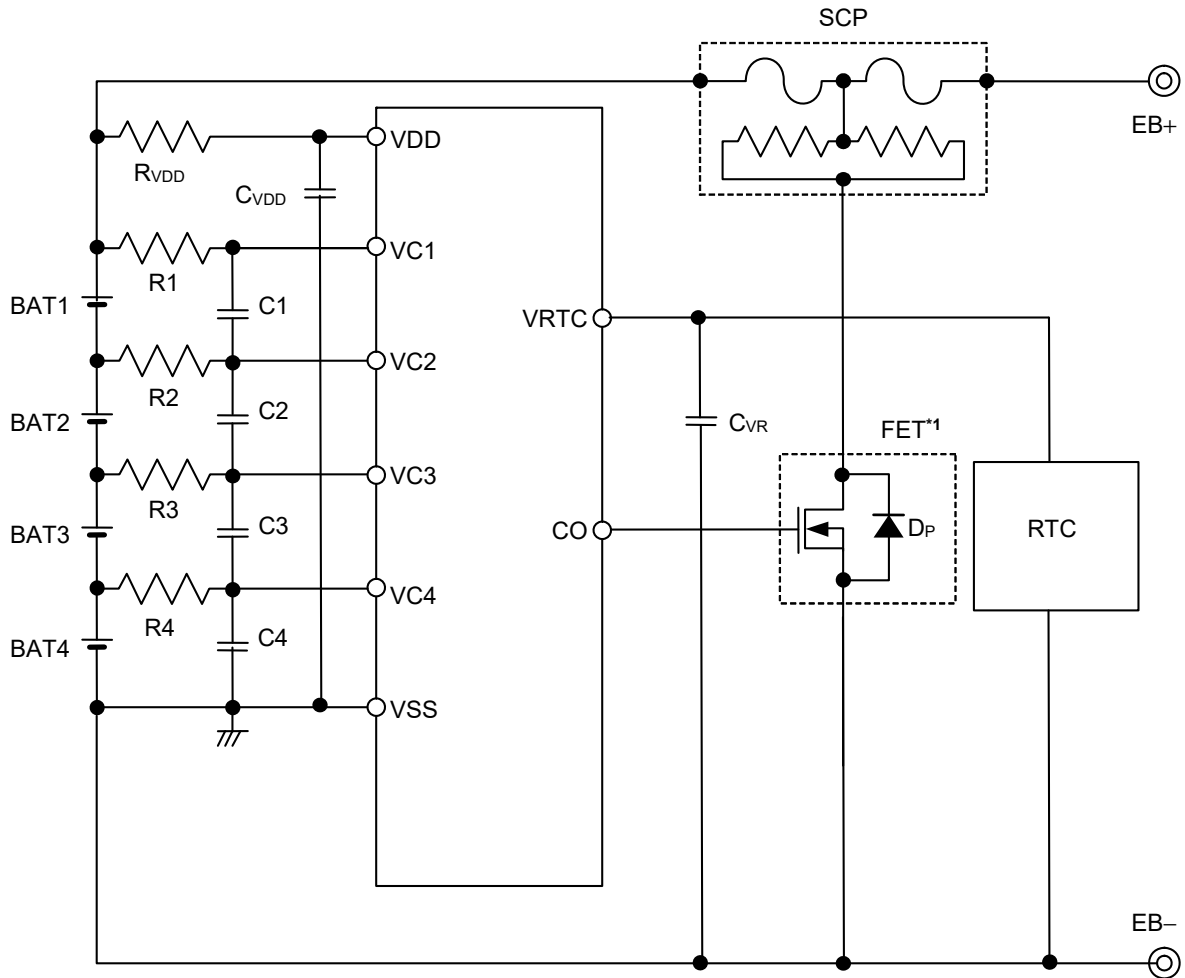 SCP
EB+
RVDD
CVDD
VDD
R1
VC1
BAT1
C1
VRTC
R2
VC2
BAT2
C2
CVR
FET*1
R3
VC3
BAT3
C3
CO
DP
RTC
R4
VC4
BAT4
C4
VSS
EB−